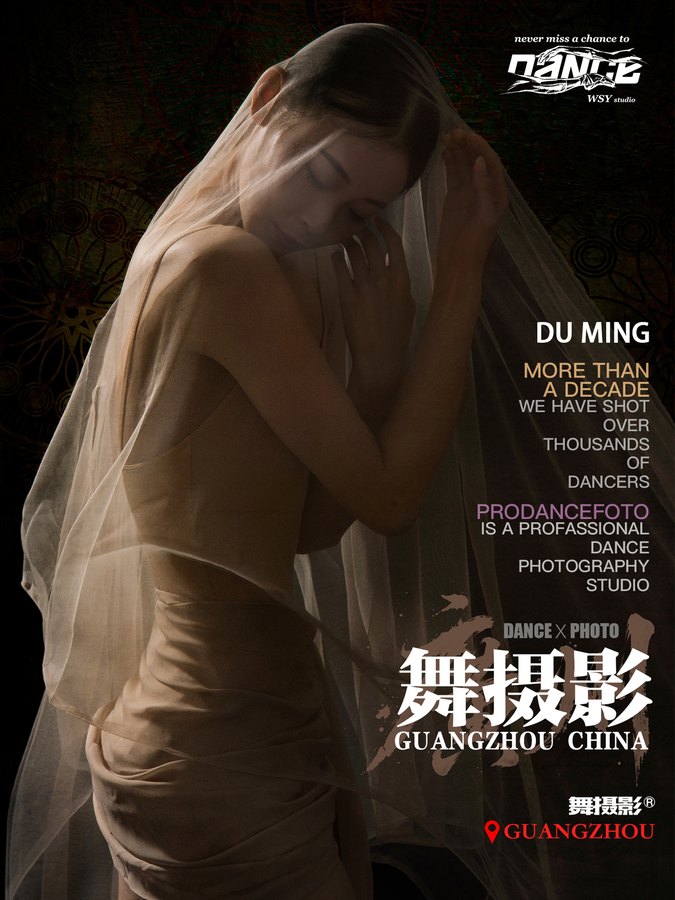 never miss a chance to
DANCE
WSY studio
DU MING
MORE THAN
A DECADE
WE HAVE SHOT
OVER
THOUSANDS
OF
DANCERS
PRODANCEFOTO
IS A PROFASSIONAL
DANCE
PHOTOGRAPHY
STUDIO
DANCE X PHOTO
舞摄影
GUANGZHOU CHINA
舞摄影®
GUANGZHOU